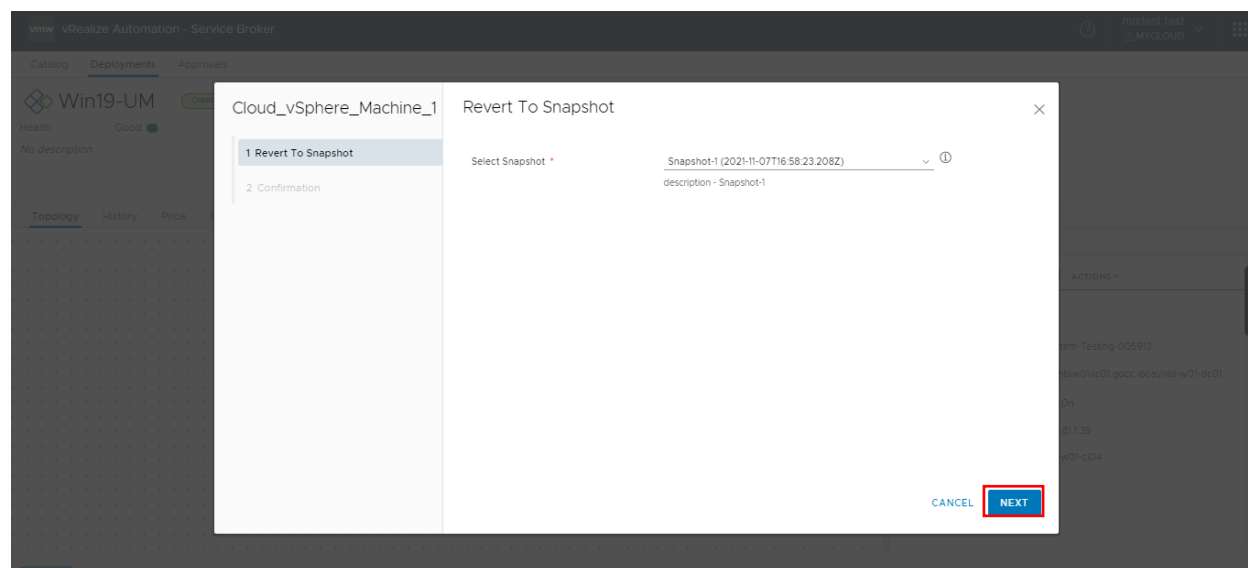 vmw vRealize Automation - Service Broker
mixtest test
MYCLOUD
Catalog Deployments Approvals
Win19-UM
Health Good
No description
Cloud_vSphere_Machine_1
1 Revert To Snapshot
2 Confirmation
Revert To Snapshot
Select Snapshot *
Snapshot-1 (2021-11-07T16:58:23.208Z)
description - Snapshot-1
CANCEL NEXT
Topology History Price
ACTIONS
On